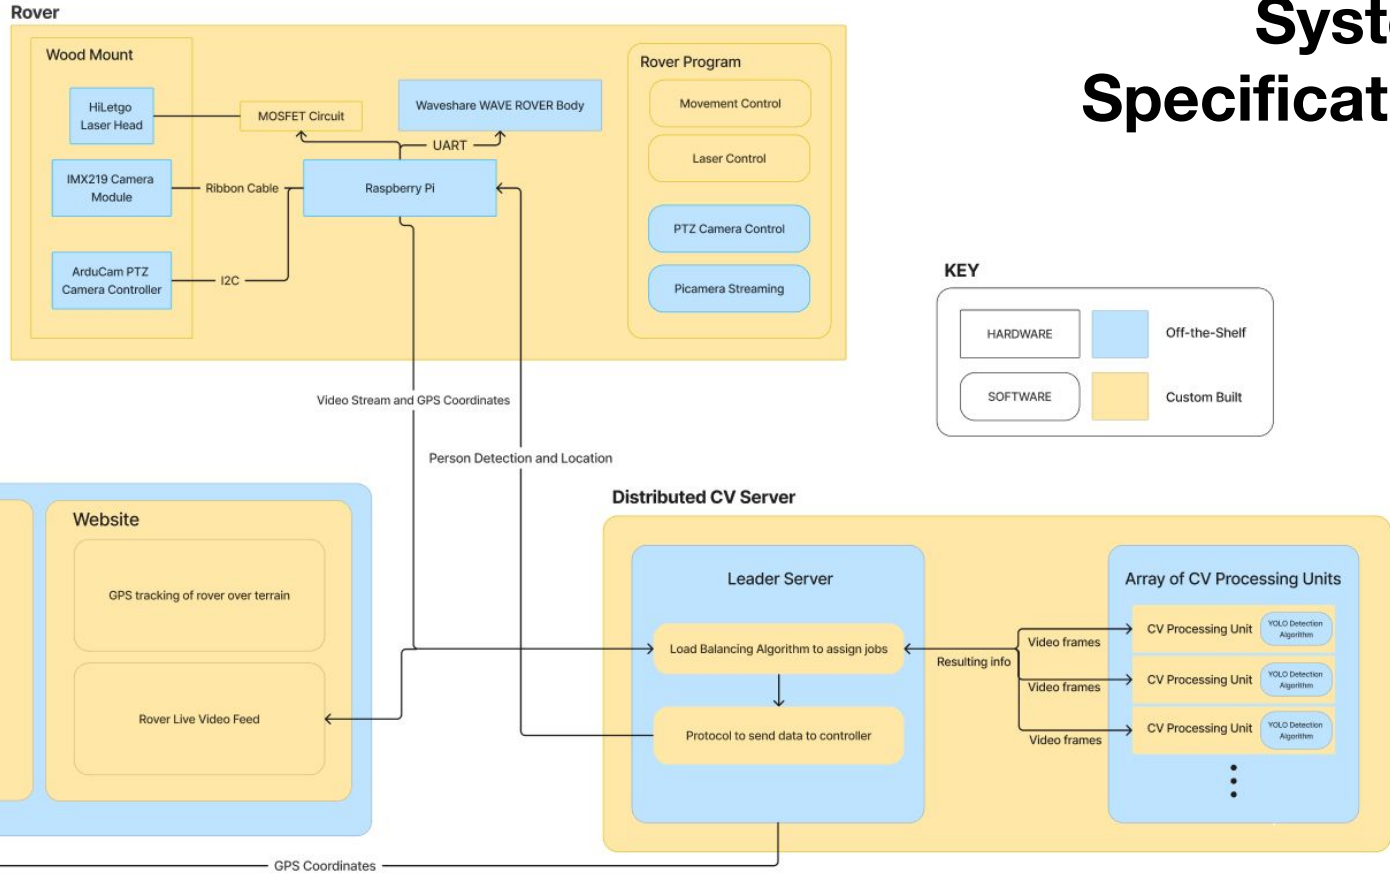 Syst
Specificat
Rover
Wood Mount
HiLetgo
Laser Head
MOSFET Circuit
Waveshare WAVE ROVER Body
UART
IMX219 Camera
Module
Ribbon Cable
Raspberry Pi
ArduCam PTZ
Camera Controller
I2C
Rover Program
Movement Control
Laser Control
PTZ Camera Control
Picamera Streaming
KEY
HARDWARE
Off-the-Shelf
SOFTWARE
Custom Built
Video Stream and GPS Coordinates
Person Detection and Location
Website
GPS tracking of rover over terrain
Rover Live Video Feed
Distributed CV Server
Leader Server
Load Balancing Algorithm to assign jobs
Protocol to send data to controller
Resulting info
Video frames
Video frames
Video frames
Array of CV Processing Units
CV Processing Unit
YOLO Detection
Algorithm
CV Processing Unit
YOLO Detection
Algorithm
CV Processing Unit
YOLO Detection
Algorithm
GPS Coordinates